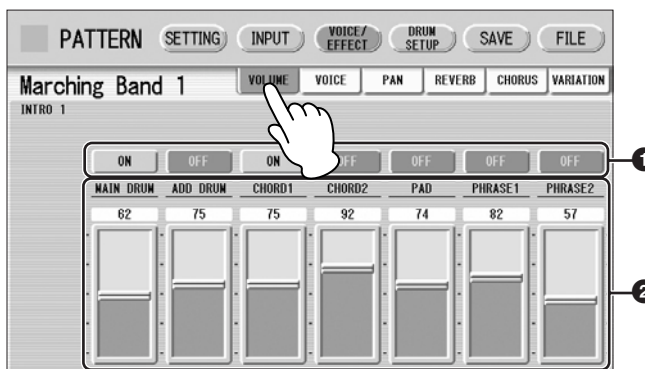 PATTERN SETTING INPUT VOICE/ EFFECT DRUM SETUP SAVE FILE
Marching Band 1 VOLUME VOICE PAN REVERB CHORUS VARIATION
INTRO 1
ON OFF ON OFF OFF OFF OFF 1
MAIN DRUM ADD DRUM CHORD1 CHORD2 PAD PHRASE1 PHRASE2
62 75 75 92 74 82 57
2